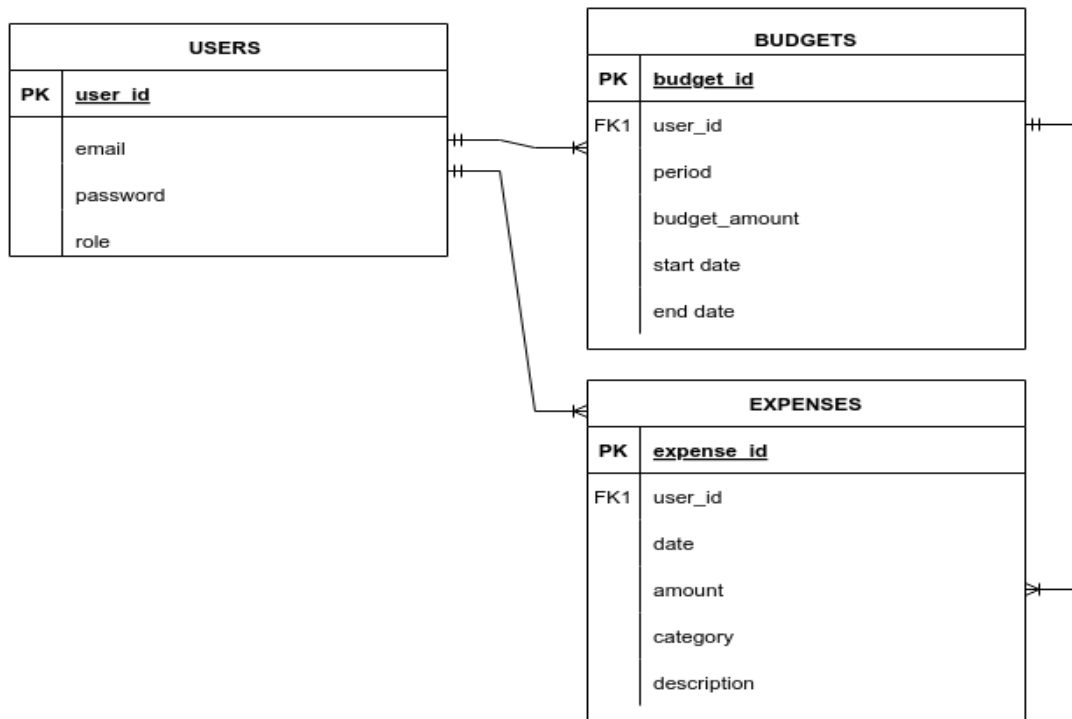 USERS
PK user_id
email
password
role
BUDGETS
PK budget_id
FK1 user_id
period
budget_amount
start date
end date
EXPENSES
PK expense_id
FK1 user_id
date
amount
category
description